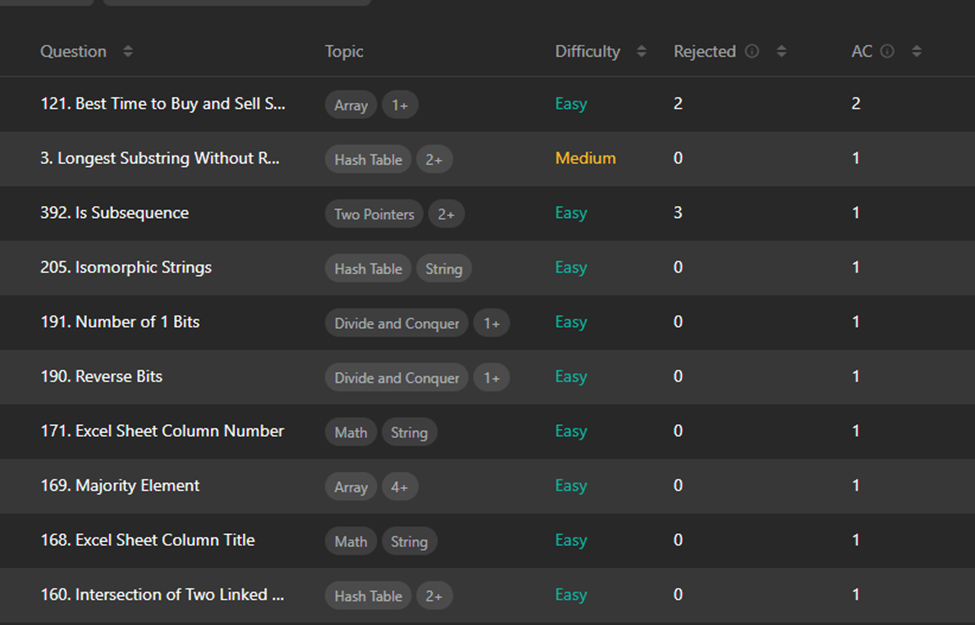 Question Topic Difficulty Rejected AC
121. Best Time to Buy and Sell S... Array 1+ Easy 2 2
3. Longest Substring Without R... Hash Table 2+ Medium 0 1
392. Is Subsequence Two Pointers 2+ Easy 3 1
205. Isomorphic Strings Hash Table String Easy 0 1
191. Number of 1 Bits Divide and Conquer 1+ Easy 0 1
190. Reverse Bits Divide and Conquer 1+ Easy 0 1
171. Excel Sheet Column Number Math String Easy 0 1
169. Majority Element Array 4+ Easy 0 1
168. Excel Sheet Column Title Math String Easy 0 1
160. Intersection of Two Linked ... Hash Table 2+ Easy 0 1